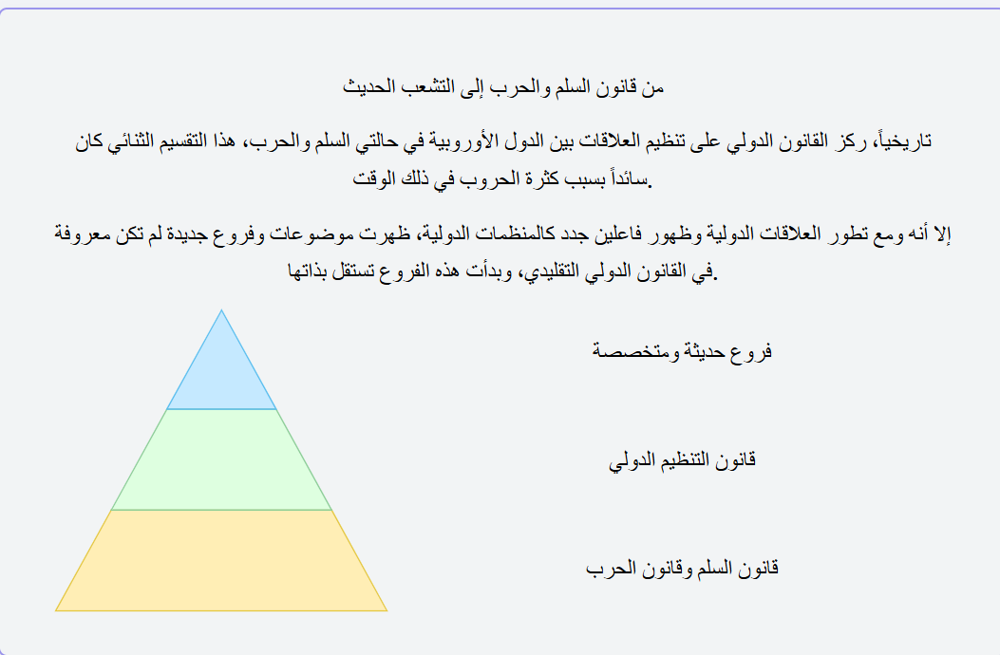 من قانون السلم والحرب إلى التشعب الحديث
تاريخياً، ركز القانون الدولي على تنظيم العلاقات بين الدول الأوروبية في حالتي السلم والحرب، هذا التقسيم الثنائي كان
سائداً بسبب كثرة الحروب في ذلك الوقت.
إلا أنه ومع تطور العلاقات الدولية وظهور فاعلين جدد كالمنظمات الدولية، ظهرت موضوعات وفروع جديدة لم تكن معروفة
في القانون الدولي التقليدي، وبدأت هذه الفروع تستقل بذاتها.
فروع حديثة ومتخصصة
قانون التنظيم الدولي
قانون السلم وقانون الحرب